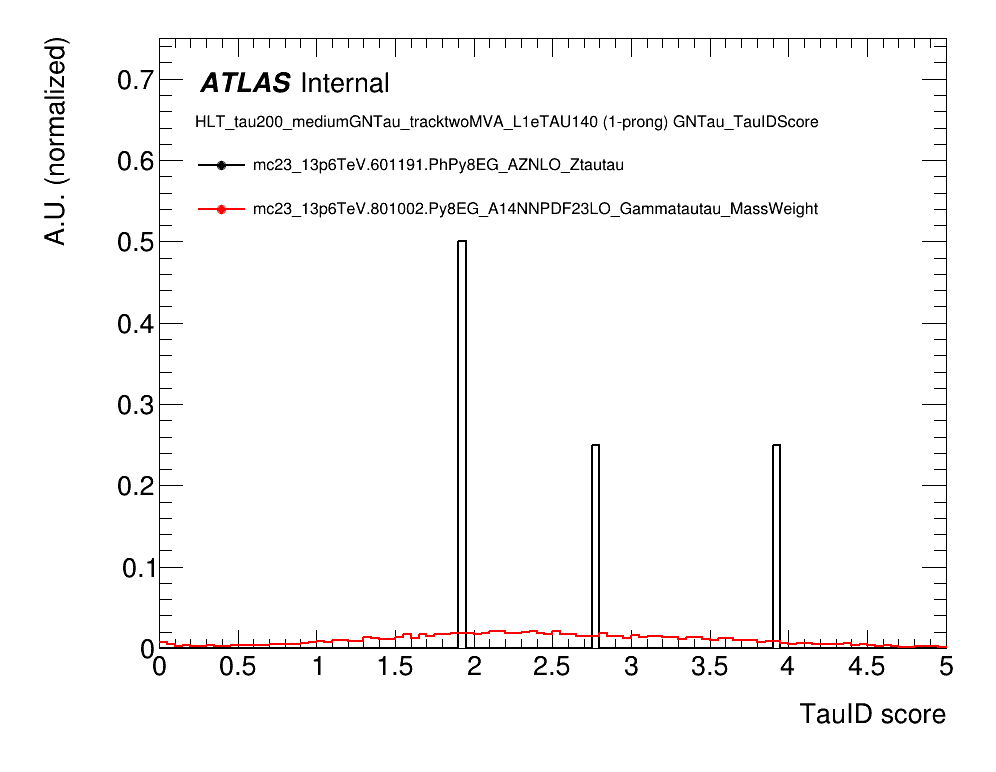 A.U. (normalized)
ATLAS Internal
HLT_tau200_mediumGNTau_tracktwoMVA_L1eTAU140 (1-prong) GNTau_TauIDScore
mc23_13p6TeV.601191.PhPy8EG_AZNLO_Ztautau
mc23_13p6TeV.801002.Py8EG_A14NNPDF23LO_Gammatautau_MassWeight
0.7
0.6
0.5
0.4
0.3
0.2
0.1
0
0 0.5 1 1.5 2 2.5 3 3.5 4 4.5 5
TauID score